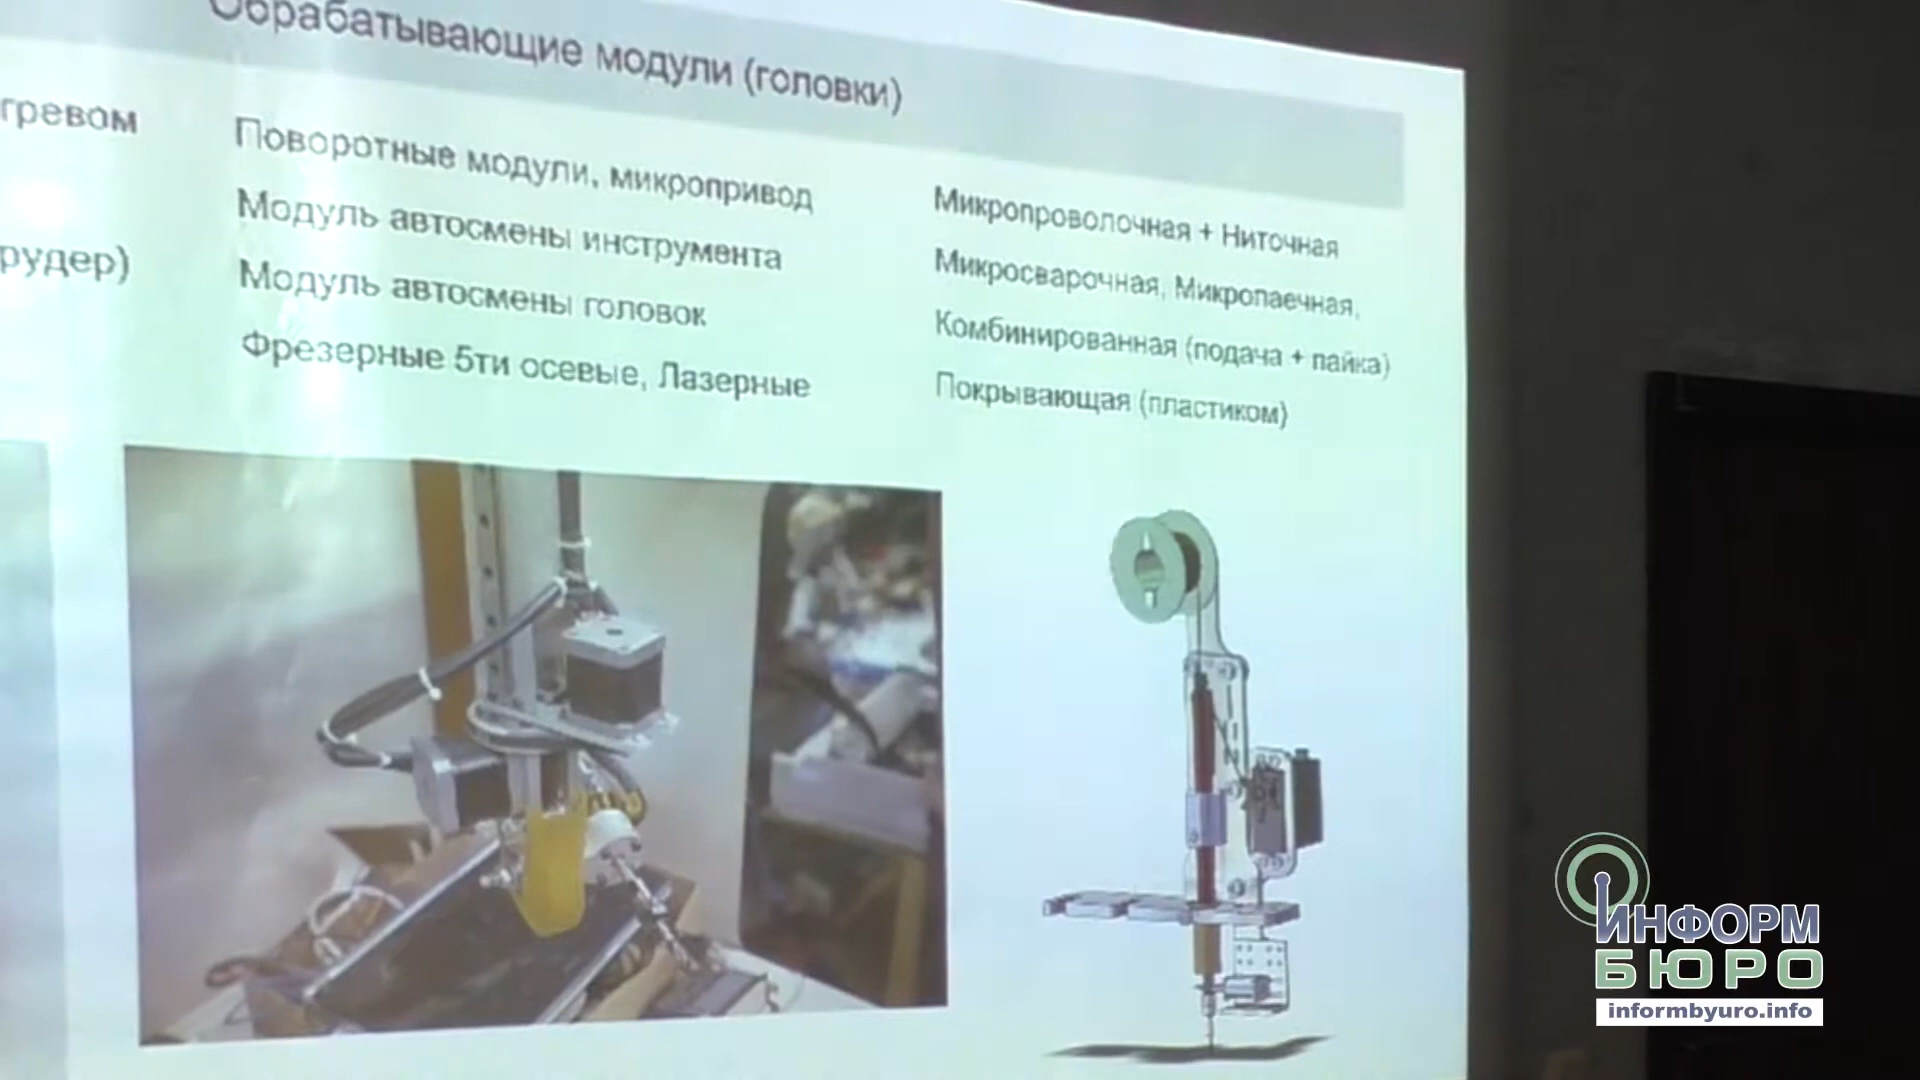 Обрабатывающие модули (головки)
гревом
рудер)
Поворотные модули, микропривод
Модуль автосмены инструмента
Модуль автосмены головок
Фрезерные 5ти осевые, Лазерные
Микропроволочная + Ниточная
Микросварочная, Микропаечная,
Комбинированная (подача + пайка)
Покрывающая (пластиком)
ИНФОРМ
БЮРО
informbyuro.info